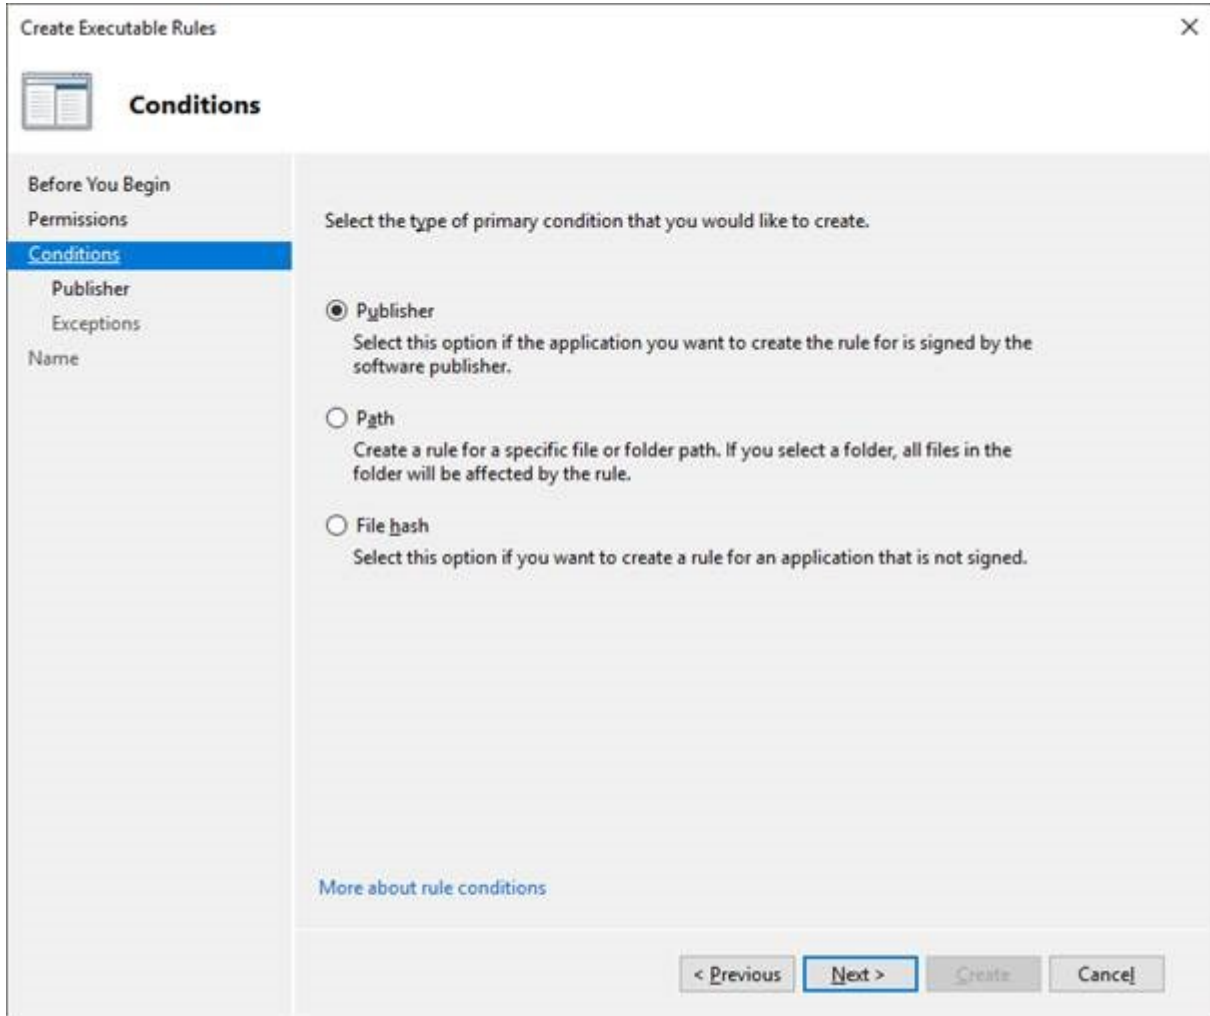 Create Executable Rules
Conditions
Before You Begin
Permissions
Conditions
Publisher
Exceptions
Name
Select the type of primary condition that you would like to create.
Publisher
Select this option if the application you want to create the rule for is signed by the
software publisher.
Path
Create a rule for a specific file or folder path. If you select a folder, all files in the
folder will be affected by the rule.
File hash
Select this option if you want to create a rule for an application that is not signed.
More about rule conditions
< Previous
Next >
Create
Cancel